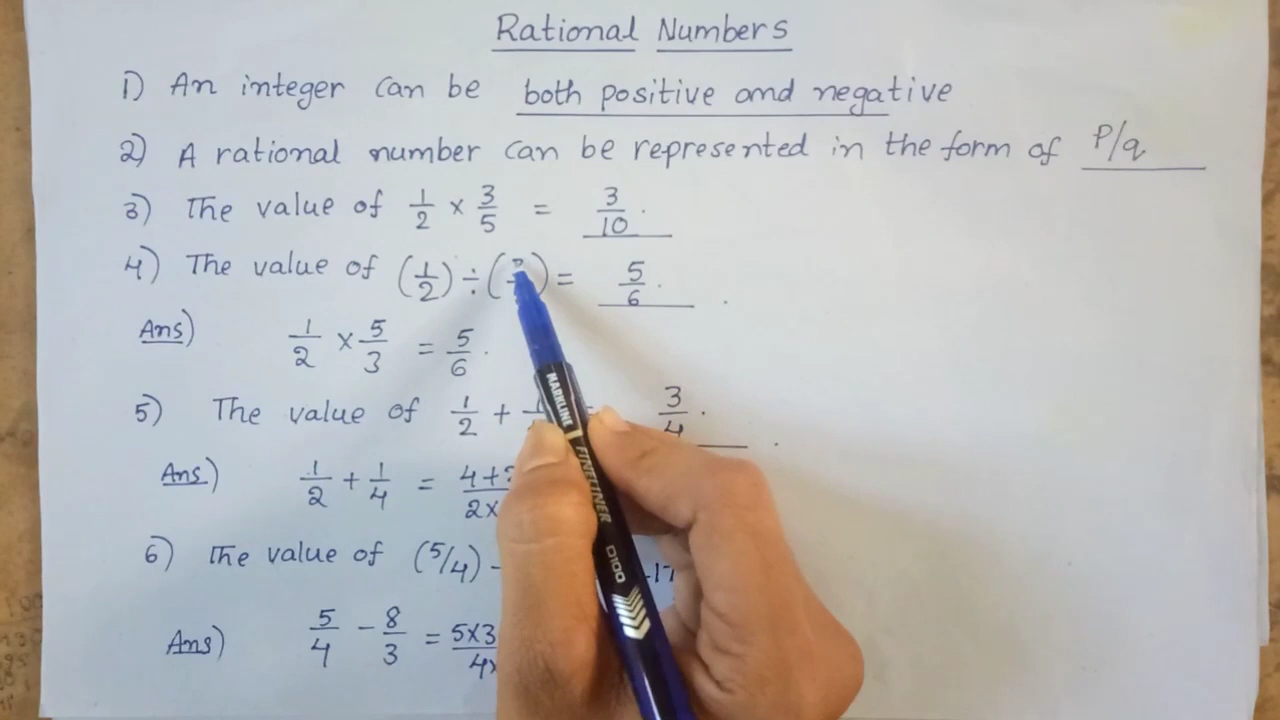 Rational Numbers
1) An integer can be both positive and negative
2) A rational number can be represented in the form of P/q
3) The value of 1/2 × 3/5 = 3/10.
4) The value of (1/2) ÷ ( ) = 5/6.
Ans) 1/2 × 5/3 = 5/6.
5) The value of 1/2 + 3/4.
Ans) 1/2 + 1/4 = 4+ / 2×
6) The value of (5/4) - -17
Ans) 5/4 - 8/3 = 5×3 / 4×
MARKLINE FINELINER 0100